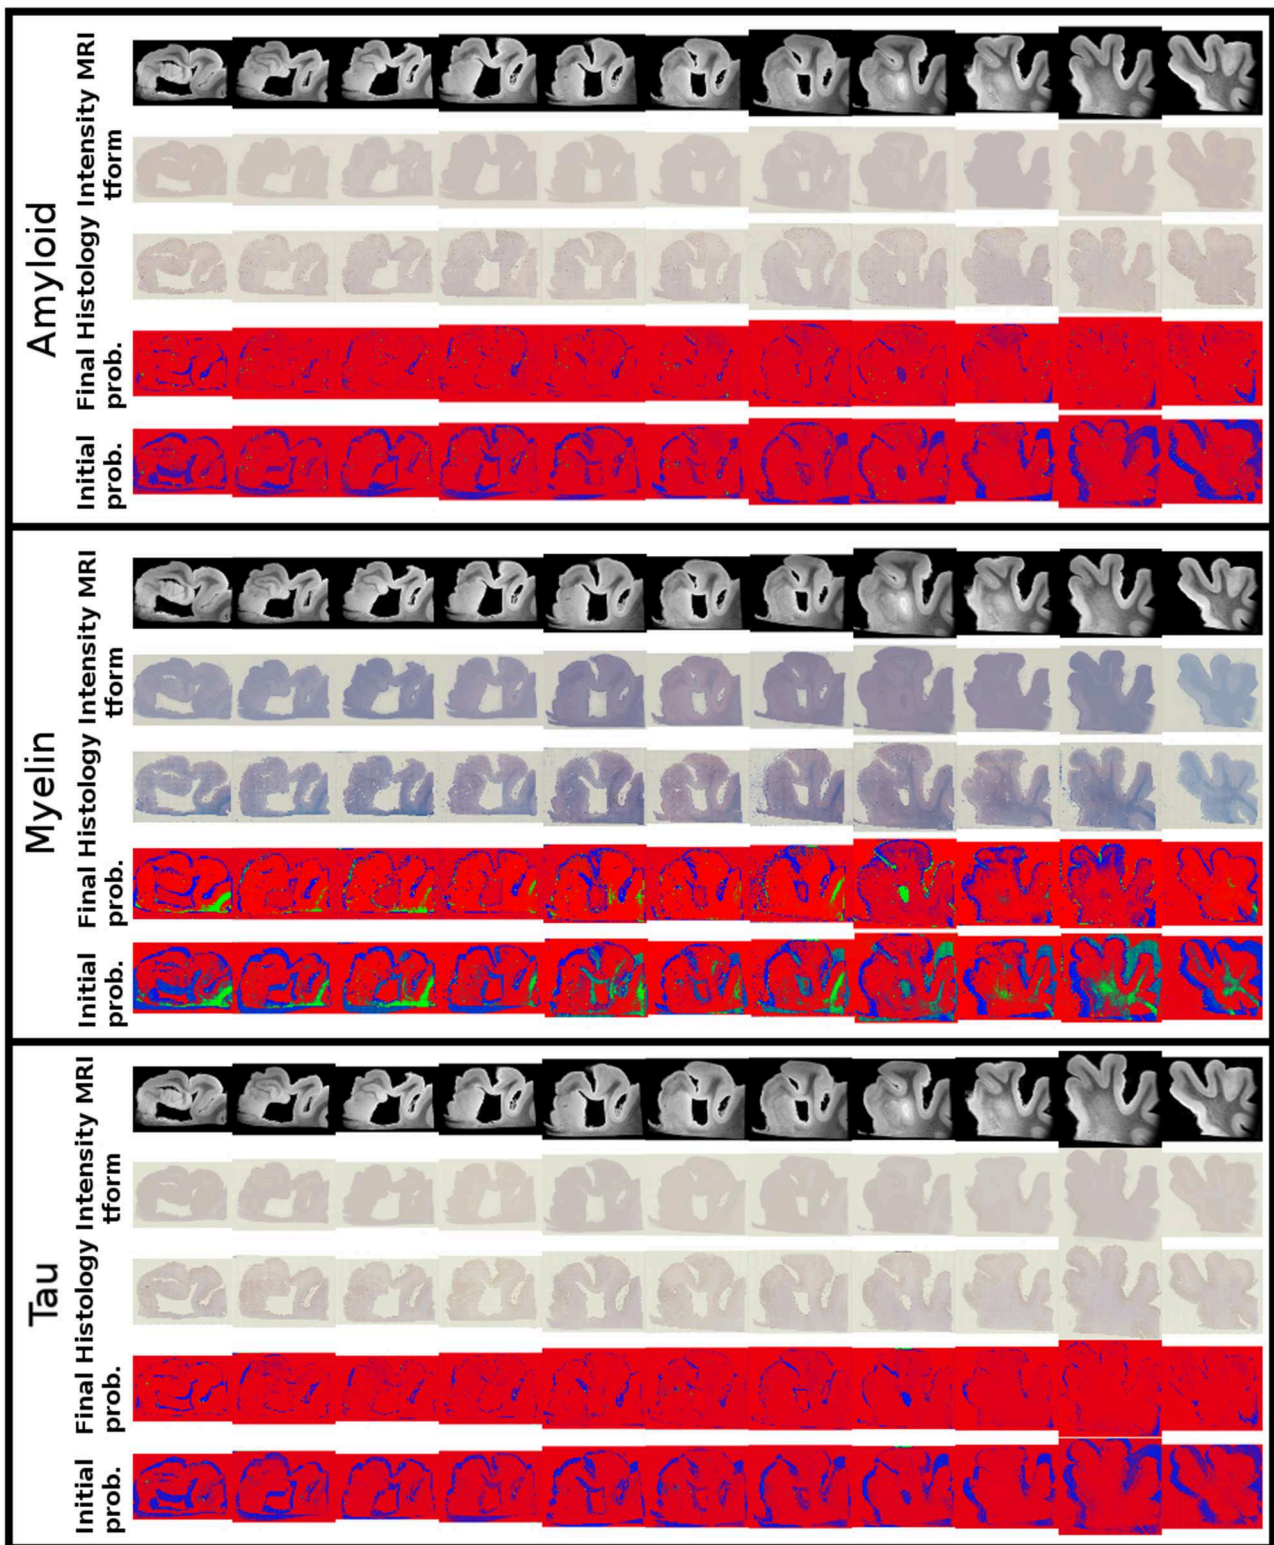 Amyloid
MRI
Intensity
tform
Histology
Final
prob.
Initial
prob.
Myelin
MRI
Intensity
tform
Histology
Final
prob.
Initial
prob.
Tau
MRI
Intensity
tform
Histology
Final
prob.
Initial
prob.